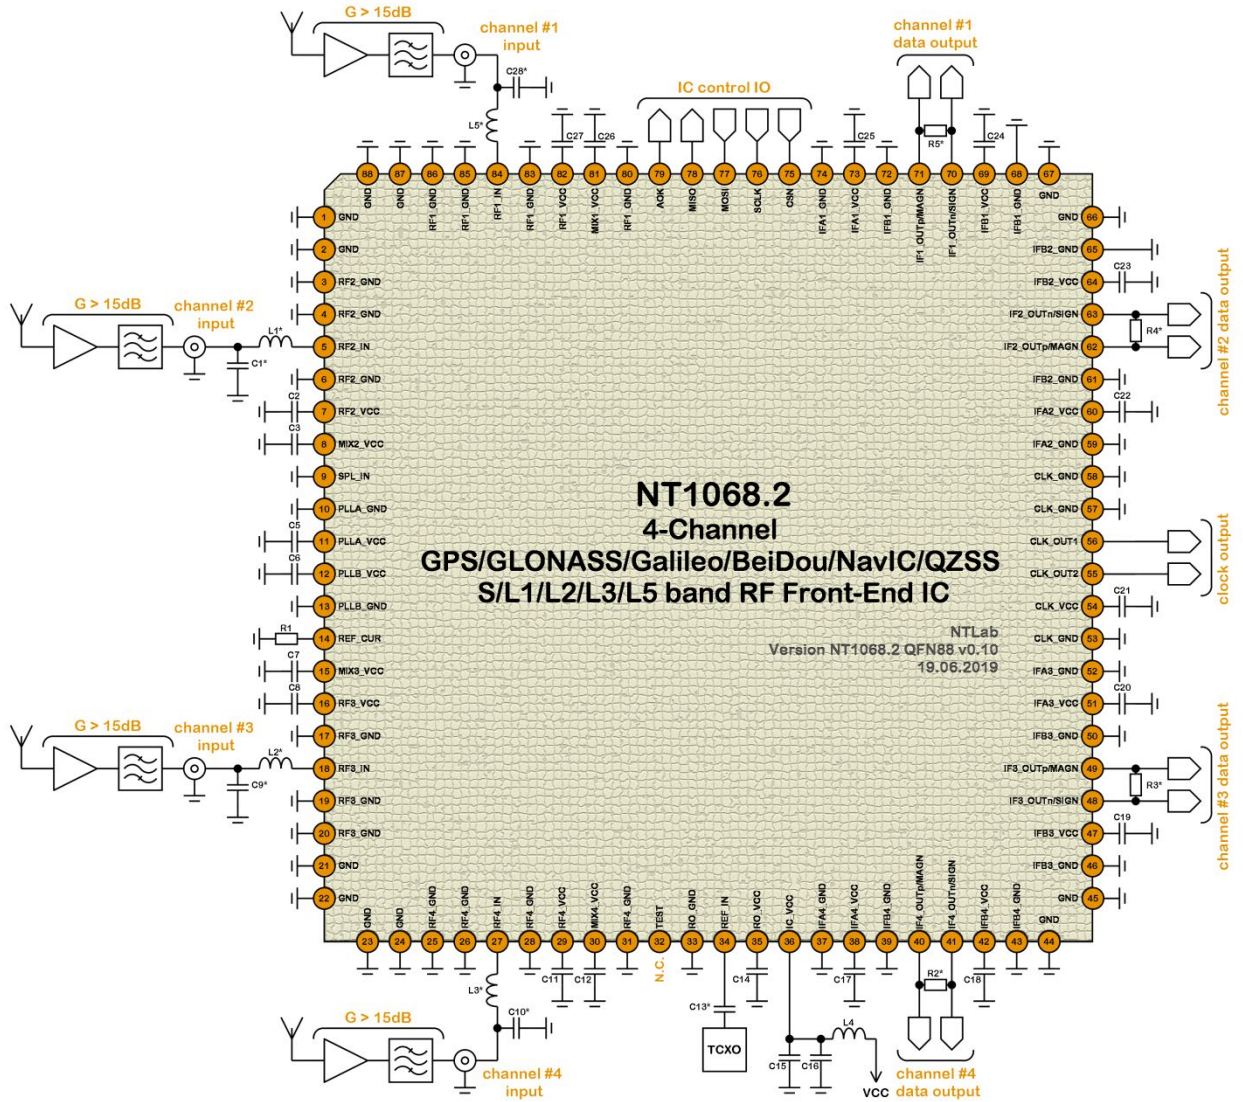 G > 15dB
channel #1
input
C28*
L5*
C27
C26
IC control IO
C25
channel #1
data output
R5*
C24
88
87
86
85
84
83
82
81
80
79
78
77
76
75
74
73
72
71
70
69
68
67
GND
GND
RF1_GND
RF1_GND
RF1_IN
RF1_GND
RF1_VCC
MIX1_VCC
RF1_GND
AOK
MISO
MOSI
SCLK
CSN
IFA1_GND
IFA1_VCC
IFB1_GND
IF1_OUTp/MAGN
IF1_OUTn/SIGN
IFB1_VCC
IFB1_GND
GND
1 GND
2 GND
3 RF2_GND
4 RF2_GND
G > 15dB
channel #2
input
L1*
C1*
5 RF2_IN
6 RF2_GND
C2
7 RF2_VCC
C3
8 MIX2_VCC
9 SPL_IN
10 PLLA_GND
C5
11 PLLA_VCC
C6
12 PLLB_VCC
13 PLLB_GND
R1
14 REF_CUR
C7
15 MIX3_VCC
C8
16 RF3_VCC
17 RF3_GND
G > 15dB
channel #3
input
L2*
C9*
18 RF3_IN
19 RF3_GND
20 RF3_GND
21 GND
22 GND
NT1068.2
4-Channel
GPS/GLONASS/Galileo/BeiDou/NavIC/QZSS
S/L1/L2/L3/L5 band RF Front-End IC
NTLab
Version NT1068.2 QFN88 v0.10
19.06.2019
GND 66
IFB2_GND 65
IFB2_VCC 64
C23
IF2_OUTn/SIGN 63
R4*
IF2_OUTp/MAGN 62
channel #2 data output
IFB2_GND 61
IFA2_VCC 60
C22
IFA2_GND 59
CLK_GND 58
CLK_GND 57
CLK_OUT1 56
CLK_OUT2 55
clock output
CLK_VCC 54
C21
CLK_GND 53
IFA3_GND 52
IFA3_VCC 51
C20
IFB3_GND 50
IF3_OUTp/MAGN 49
R3*
IF3_OUTn/SIGN 48
channel #3 data output
IFB3_VCC 47
C19
IFB3_GND 46
GND 45
GND
GND
RF4_GND
RF4_GND
RF4_IN
RF4_GND
RF4_VCC
MIX4_VCC
RF4_GND
TEST
RO_GND
REF_IN
RO_VCC
IC_VCC
IFA4_GND
IFA4_VCC
IFB4_GND
IF4_OUTp/MAGN
IF4_OUTn/SIGN
IFB4_VCC
IFB4_GND
GND
23
24
25
26
27
28
29
30
31
32
33
34
35
36
37
38
39
40
41
42
43
44
L3*
C11
C12
N.C.
C14
C17
R2*
C18
G > 15dB
C10*
C13*
TCXO
L4
C15
C16
VCC
channel #4
input
channel #4
data output